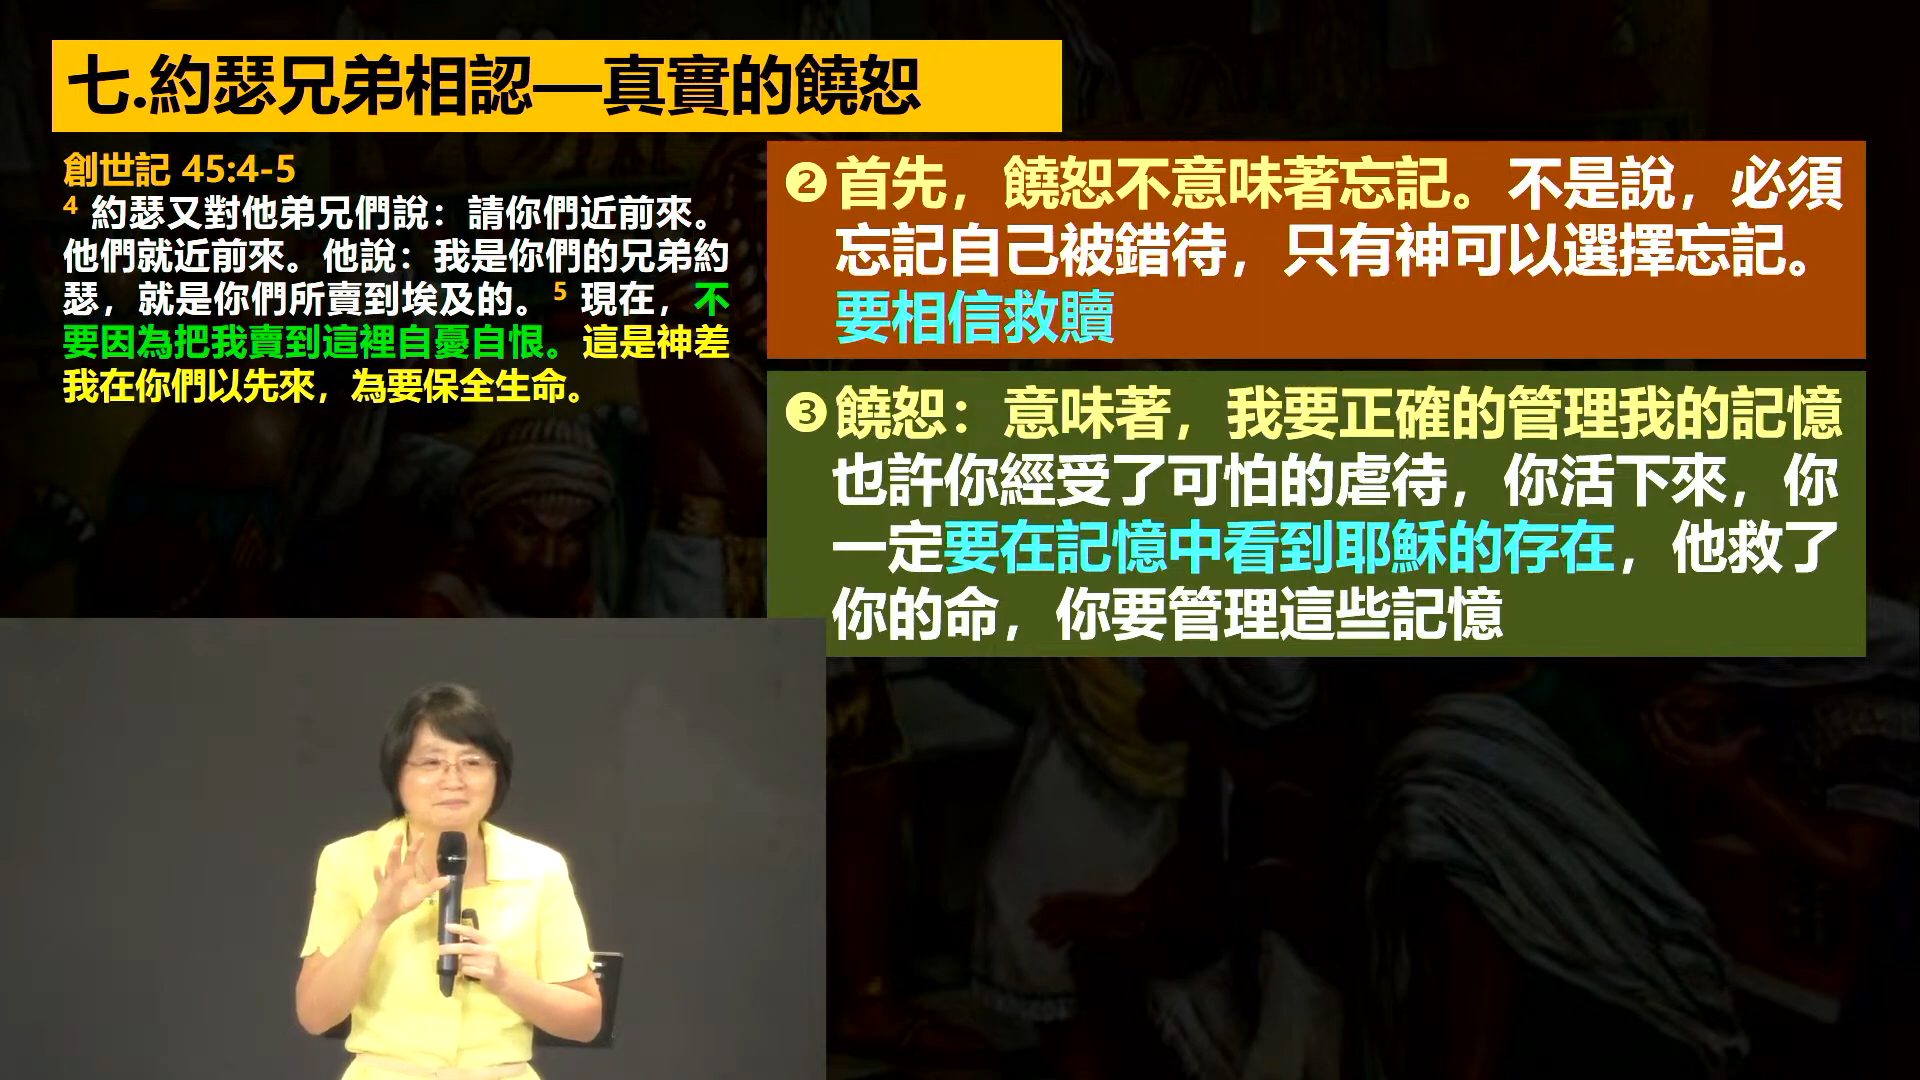 七.約瑟兄弟相認—真實的饒恕
創世記 45:4-5
4 約瑟又對他弟兄們說：請你們近前來。
他們就近前來。他說：我是你們的兄弟約
瑟，就是你們所賣到埃及的。5 現在，不
要因為把我賣到這裡自憂自恨。這是神差
我在你們以先來，為要保全生命。
❷首先，饒恕不意味著忘記。不是說，必須
忘記自己被錯待，只有神可以選擇忘記。
要相信救贖
❸饒恕：意味著，我要正確的管理我的記憶
也許你經受了可怕的虐待，你活下來，你
一定要在記憶中看到耶穌的存在，他救了
你的命，你要管理這些記憶